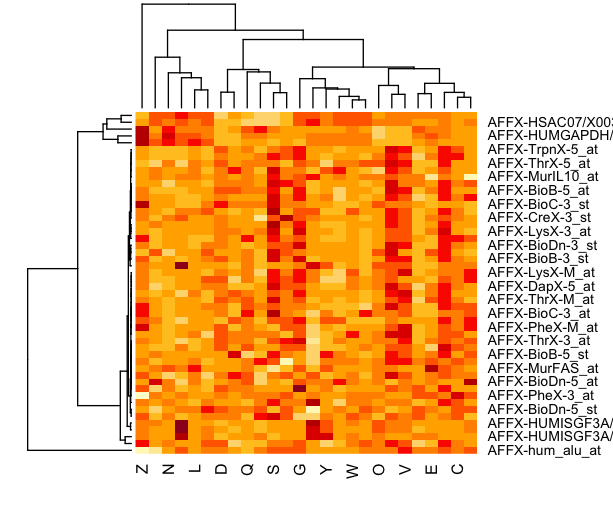 AFFX-HSAC07/X003
AFFX-HUMGAPDH/
AFFX-TrpnX-5_at
AFFX-ThrX-5_at
AFFX-MurIL10_at
AFFX-BioB-5_at
AFFX-BioC-3_st
AFFX-CreX-3_st
AFFX-LysX-3_at
AFFX-BioDn-3_st
AFFX-BioB-3_st
AFFX-LysX-M_at
AFFX-DapX-5_at
AFFX-ThrX-M_at
AFFX-BioC-3_at
AFFX-PheX-M_at
AFFX-ThrX-3_at
AFFX-BioB-5_st
AFFX-MurFAS_at
AFFX-BioDn-5_at
AFFX-PheX-3_at
AFFX-BioDn-5_st
AFFX-HUMISGF3A/
AFFX-HUMISGF3A/
AFFX-hum_alu_at
Z N L D Q S G Y W O V E C